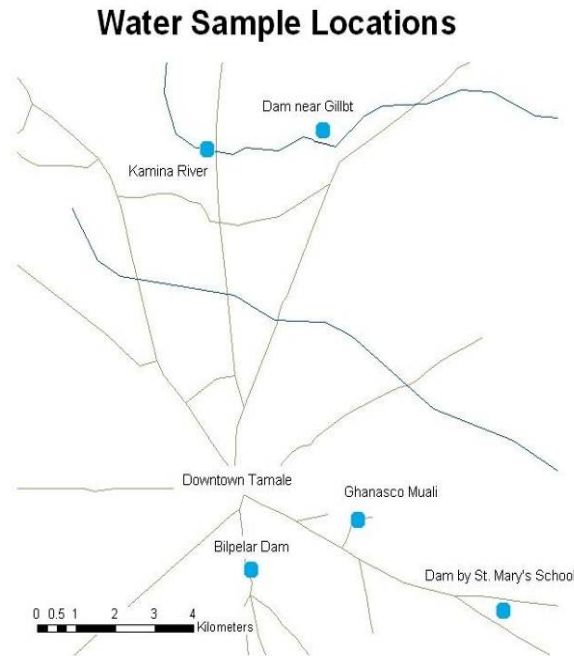 Water Sample Locations
Dam near Gillbt
Kamina River
Downtown Tamale
Ghanasco Muali
Bilpelar Dam
Dam by St. Mary's School
0 0.5 1 2 3 4
Kilometers